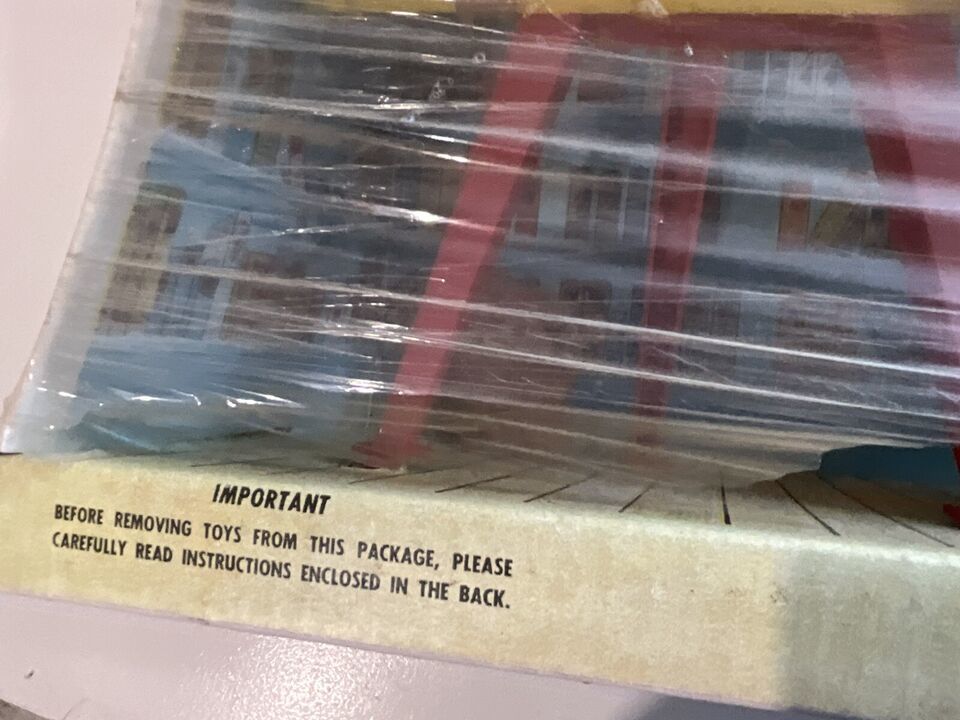 IMPORTANT
BEFORE REMOVING TOYS FROM THIS PACKAGE, PLEASE
CAREFULLY READ INSTRUCTIONS ENCLOSED IN THE BACK.